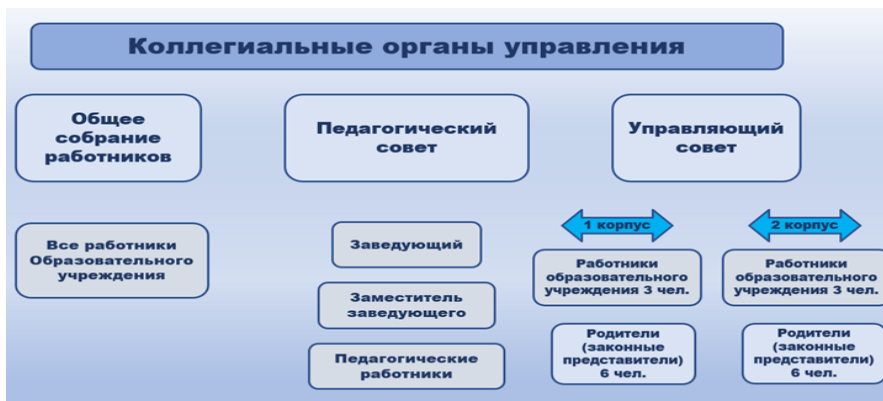 Коллегиальные органы управления
Общее
собрание
работников
Педагогический
совет
Управляющий
совет
Все работники
Образовательного
учреждения
Заведующий
Заместитель
заведующего
Педагогические
работники
1 корпус
Работники
образовательного
учреждения 3 чел.
Родители
(законные
представители)
6 чел.
2 корпус
Работники
образовательного
учреждения 3 чел.
Родители
(законные
представители)
6 чел.